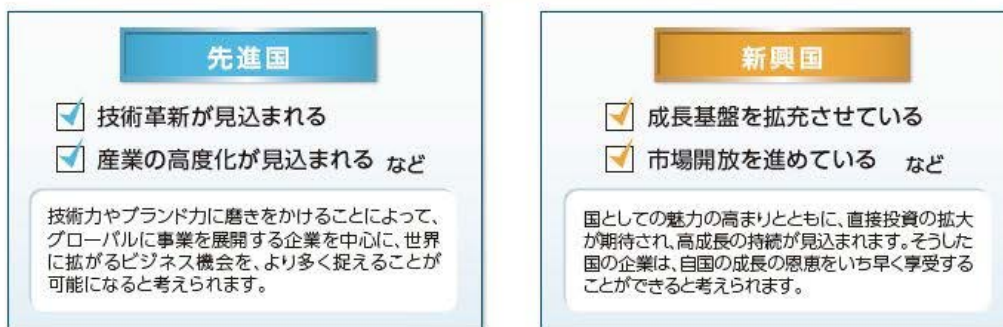 先進国
技術革新が見込まれる
産業の高度化が見込まれる など
技術力やブランド力に磨きをかけることによって、
グローバルに事業を展開する企業を中心に、世界
に拡がるビジネス機会を、より多く捉えることが
可能になると考えられます。
新興国
成長基盤を拡充させている
市場開放を進めている など
国としての魅力の高まりとともに、直接投資の拡大
が期待され、高成長の持続が見込まれます。そうした
国の企業は、自国の成長の恩恵をいち早く享受する
ことができると考えられます。